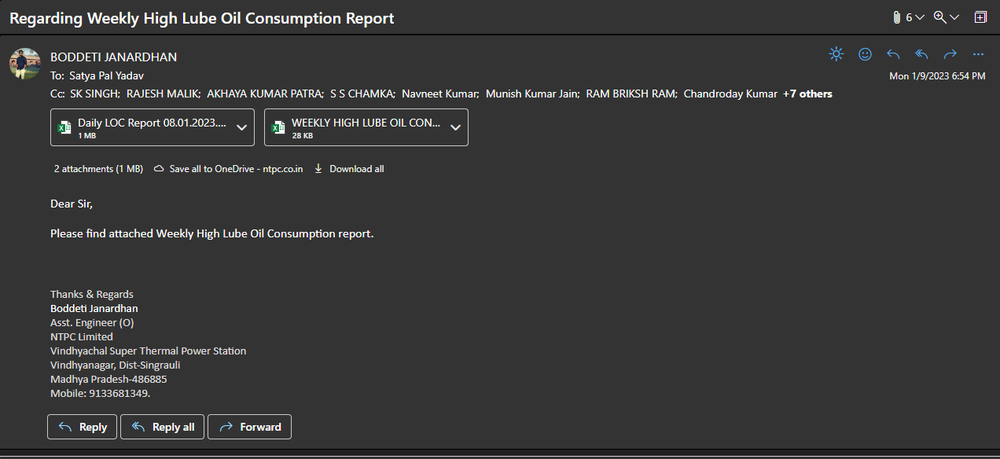 Regarding Weekly High Lube Oil Consumption Report
6
BODDETI JANARDHAN
To: Satya Pal Yadav
Mon 1/9/2023 6:54 PM
Cc: SK SINGH; RAJESH MALIK; AKHAYA KUMAR PATRA; S S CHAMKA; Navneet Kumar; Munish Kumar Jain; RAM BRIKSH RAM; Chandroday Kumar +7 others
Daily LOC Report 08.01.2023....
1 MB
WEEKLY HIGH LUBE OIL CON...
28 KB
2 attachments (1 MB) Save all to OneDrive - ntpc.co.in Download all
Dear Sir,
Please find attached Weekly High Lube Oil Consumption report.
Thanks & Regards
Boddeti Janardhan
Asst. Engineer (O)
NTPC Limited
Vindhyachal Super Thermal Power Station
Vindhyanagar, Dist-Singrauli
Madhya Pradesh-486885
Mobile: 9133681349.
Reply Reply all Forward